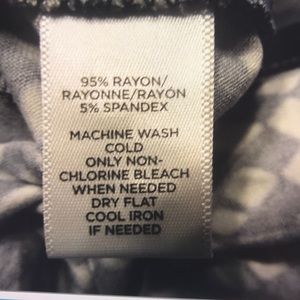 95% RAYON/
RAYONNE/RAYÓN
5% SPANDEX
MACHINE WASH
COLD
ONLY NON-
CHLORINE BLEACH
WHEN NEEDED
DRY FLAT
COOL IRON
IF NEEDED